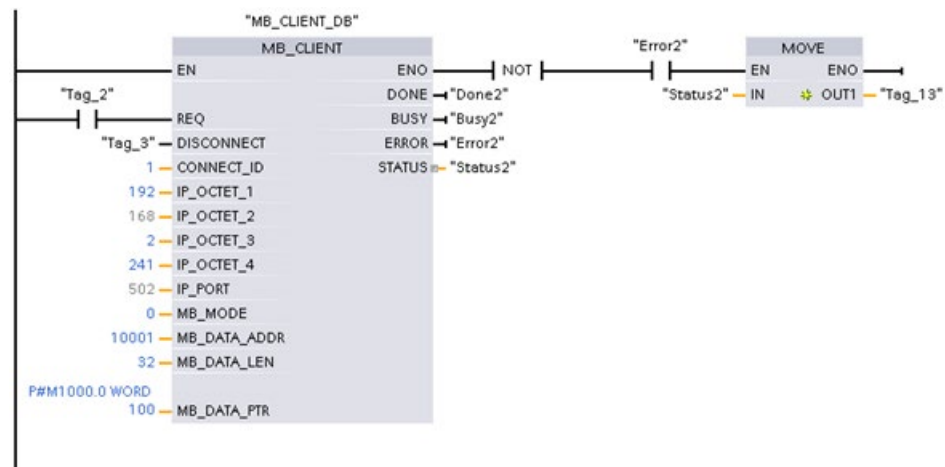 "MB_CLIENT_DB"
MB_CLIENT
"Error2"
MOVE
EN ENO NOT EN ENO
"Tag_2" DONE "Done2" "Status2" IN OUT1 "Tag_13"
REQ BUSY "Busy2"
"Tag_3" DISCONNECT ERROR "Error2"
1 CONNECT_ID STATUS "Status2"
192 IP_OCTET_1
168 IP_OCTET_2
2 IP_OCTET_3
241 IP_OCTET_4
502 IP_PORT
0 MB_MODE
10001 MB_DATA_ADDR
32 MB_DATA_LEN
P#M1000.0 WORD
100 MB_DATA_PTR